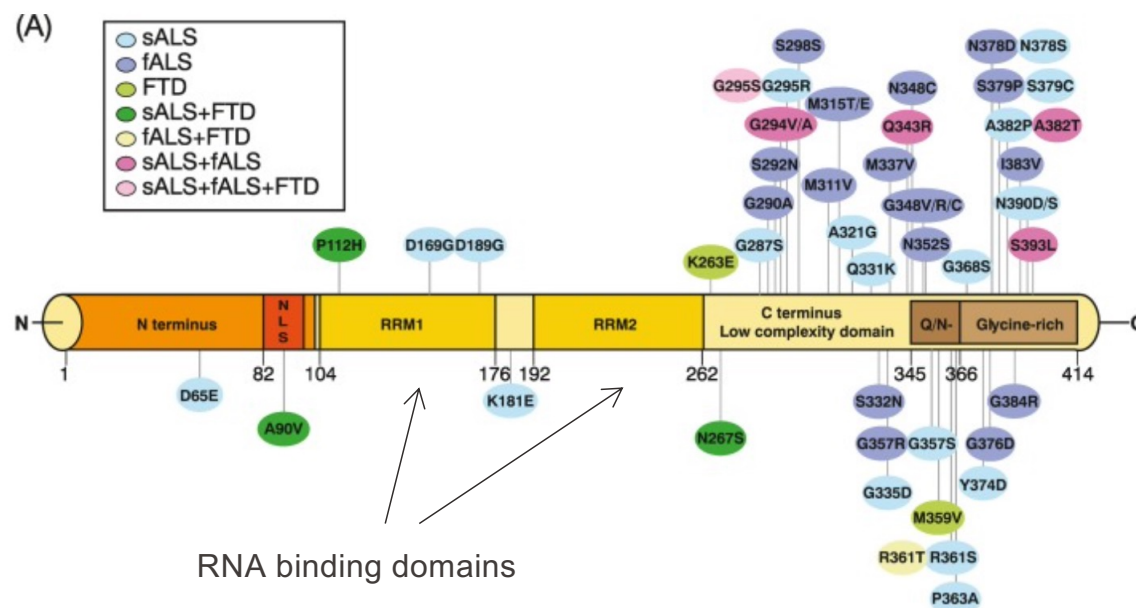 (A)
sALS
fALS
FTD
sALS+FTD
fALS+FTD
sALS+fALS
sALS+fALS+FTD
S298S
N378D
N378S
G295S
G295R
S379P
S379C
M315T/E
N348C
G294V/A
Q343R
A382P
A382T
S292N
M337V
I383V
M311V
G290A
G348V/R/C
N390D/S
P112H
D169G
D189G
A321G
G287S
N352S
S393L
K263E
Q331K
G368S
N
N terminus
NLS
RRM1
RRM2
C terminus
Low complexity domain
Q/N-
Glycine-rich
C
1
82
104
176
192
262
345
366
414
D65E
K181E
S332N
G384R
A90V
N267S
G357R
G357S
G376D
G335D
Y374D
M359V
R361T
R361S
RNA binding domains
P363A